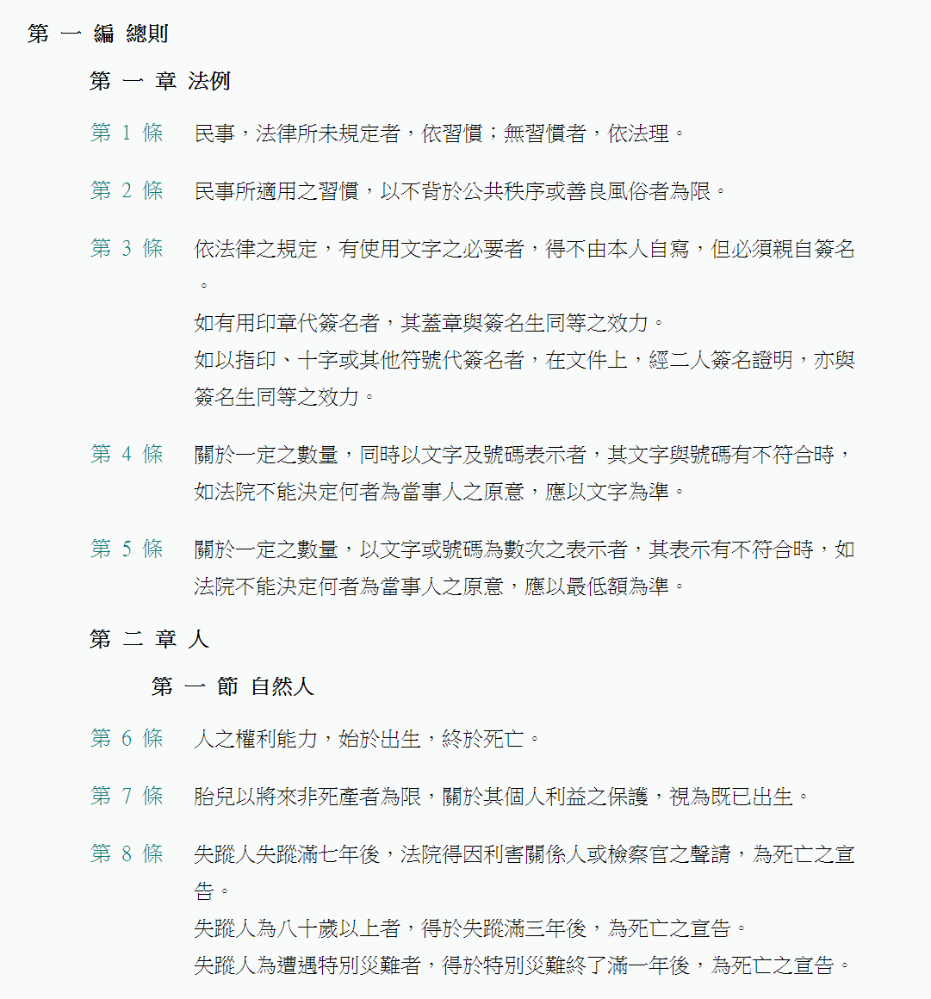 第 一 編 總則
第 一 章 法例
第 1 條 民事，法律所未規定者，依習慣；無習慣者，依法理。
第 2 條 民事所適用之習慣，以不背於公共秩序或善良風俗者為限。
第 3 條 依法律之規定，有使用文字之必要者，得不由本人自寫，但必須親自簽名
。
如有用印章代簽名者，其蓋章與簽名生同等之效力。
如以指印、十字或其他符號代簽名者，在文件上，經二人簽名證明，亦與
簽名生同等之效力。
第 4 條 關於一定之數量，同時以文字及號碼表示者，其文字與號碼有不符合時，
如法院不能決定何者為當事人之原意，應以文字為準。
第 5 條 關於一定之數量，以文字或號碼為數次之表示者，其表示有不符合時，如
法院不能決定何者為當事人之原意，應以最低額為準。
第 二 章 人
第 一 節 自然人
第 6 條 人之權利能力，始於出生，終於死亡。
第 7 條 胎兒以將來非死產者為限，關於其個人利益之保護，視為既已出生。
第 8 條 失蹤人失蹤滿七年後，法院得因利害關係人或檢察官之聲請，為死亡之宣
告。
失蹤人為八十歲以上者，得於失蹤滿三年後，為死亡之宣告。
失蹤人為遭遇特別災難者，得於特別災難終了滿一年後，為死亡之宣告。